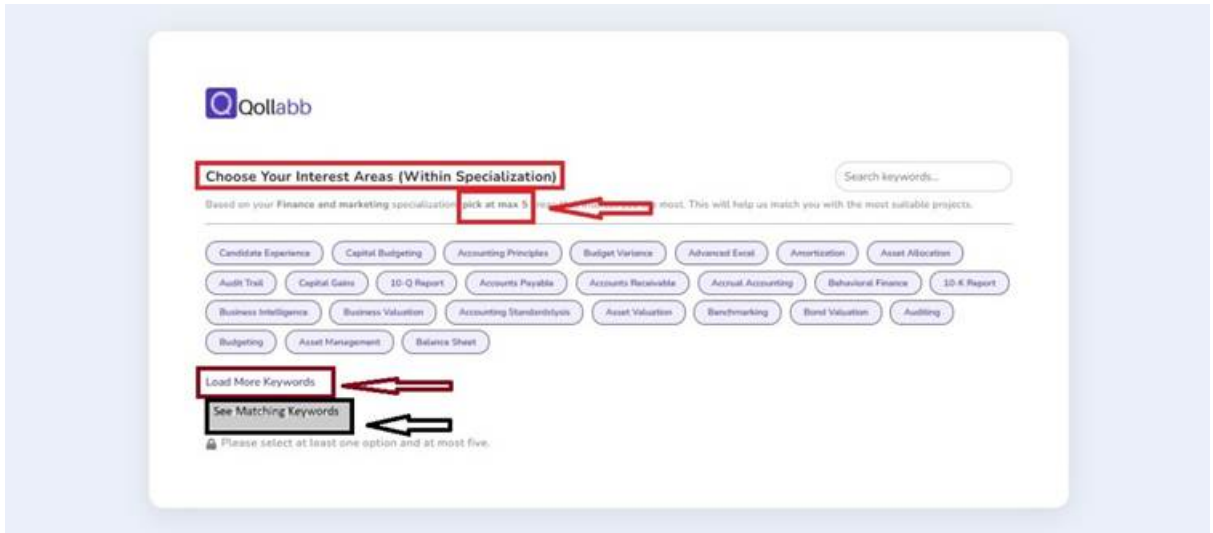 Qollabb
Choose Your Interest Areas (Within Specialization)
Search keywords...
Based on your Finance and marketing specialization pick at max 5 most. This will help us match you with the most suitable projects.
Candidate Experience Capital Budgeting Accounting Principles Budget Variance Advanced Excel Amortization Asset Allocation
Audit Trail Capital Gains 10-Q Report Accounts Payable Accounts Receivable Accrual Accounting Behavioral Finance 10-K Report
Business Intelligence Business Valuation Accounting Standardslysis Asset Valuation Benchmarking Bond Valuation Auditing
Budgeting Asset Management Balance Sheet
Load More Keywords
See Matching Keywords
Please select at least one option and at most five.